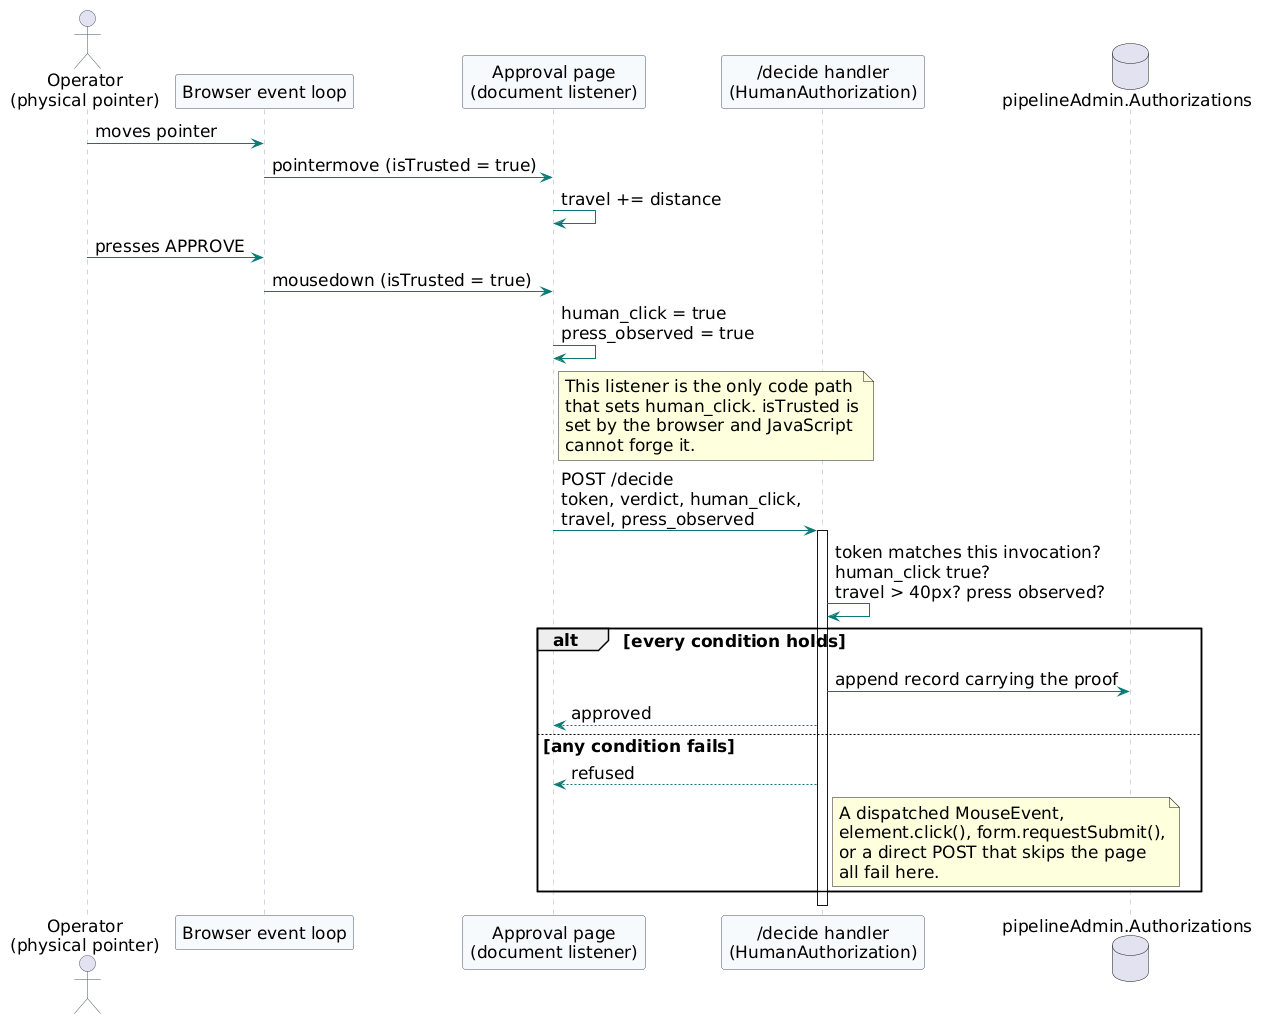 Operator
(physical pointer)
Browser event loop
Approval page
(document listener)
/decide handler
(HumanAuthorization)
pipelineAdmin.Authorizations
moves pointer
pointermove (isTrusted = true)
travel += distance
presses APPROVE
mousedown (isTrusted = true)
human_click = true
press_observed = true
This listener is the only code path
that sets human_click. isTrusted is
set by the browser and JavaScript
cannot forge it.
POST /decide
token, verdict, human_click,
travel, press_observed
token matches this invocation?
human_click true?
travel > 40px? press observed?
alt
[every condition holds]
append record carrying the proof
approved
[any condition fails]
refused
A dispatched MouseEvent,
element.click(), form.requestSubmit(),
or a direct POST that skips the page
all fail here.
Operator
(physical pointer)
Browser event loop
Approval page
(document listener)
/decide handler
(HumanAuthorization)
pipelineAdmin.Authorizations